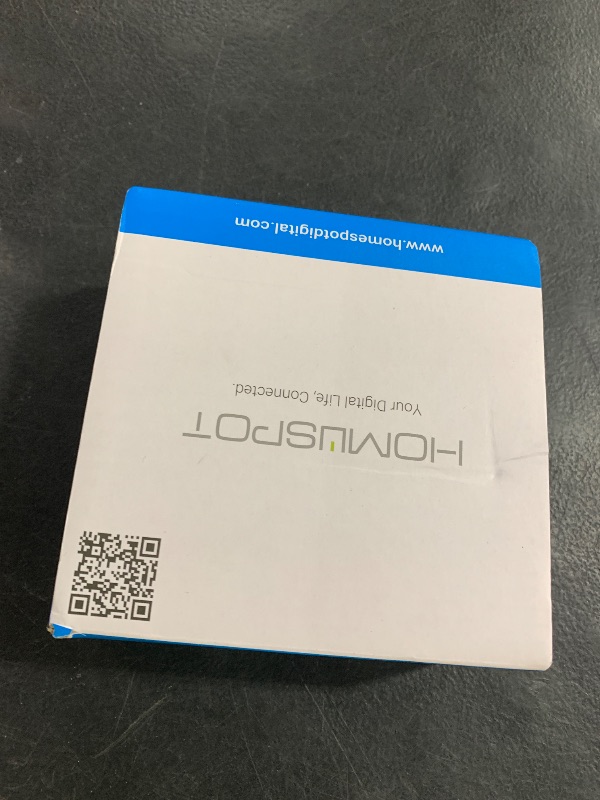 HOMESPOT
Your Digital Life, Connected.
www.homespotdigital.com